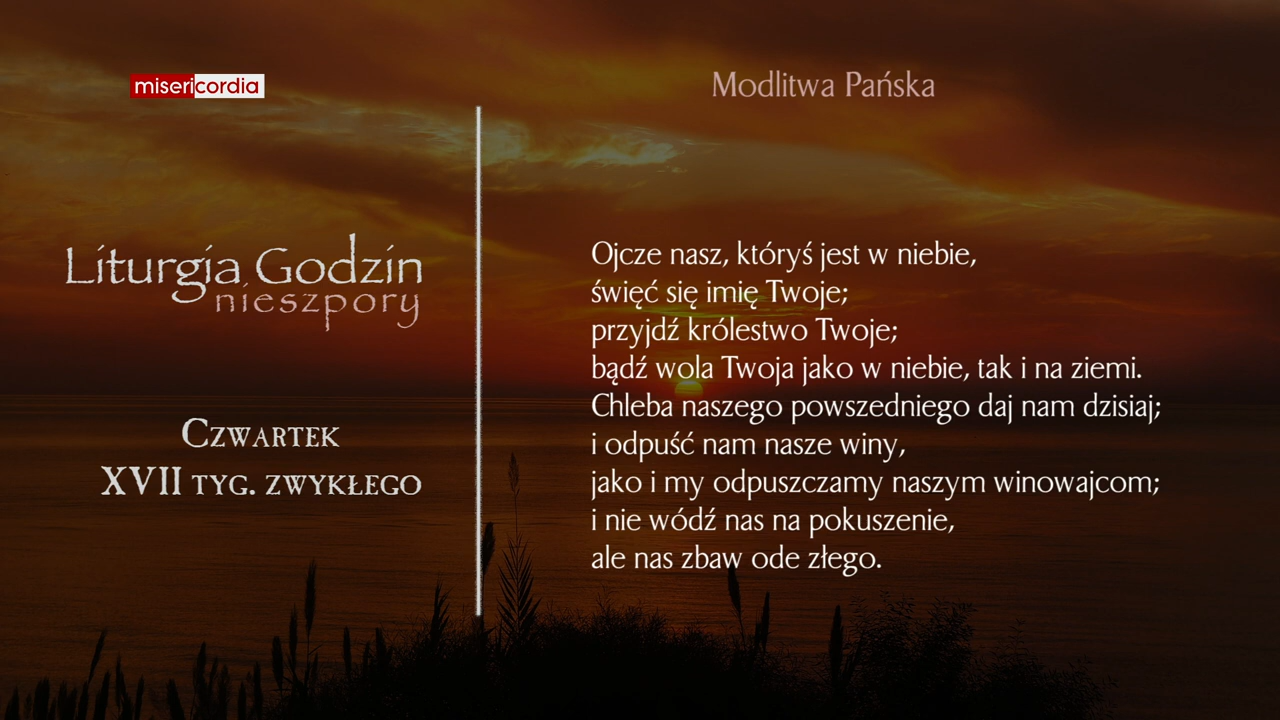 misericordia
Liturgia Godzin
nieszpory
Czwartek
XVII tyg. zwykłego
Modlitwa Pańska
Ojcze nasz, któryś jest w niebie,
święć się imię Twoje;
przyjdź królestwo Twoje;
bądź wola Twoja jako w niebie, tak i na ziemi.
Chleba naszego powszedniego daj nam dzisiaj;
i odpuść nam nasze winy,
jako i my odpuszczamy naszym winowajcom;
i nie wódź nas na pokuszenie,
ale nas zbaw ode złego.